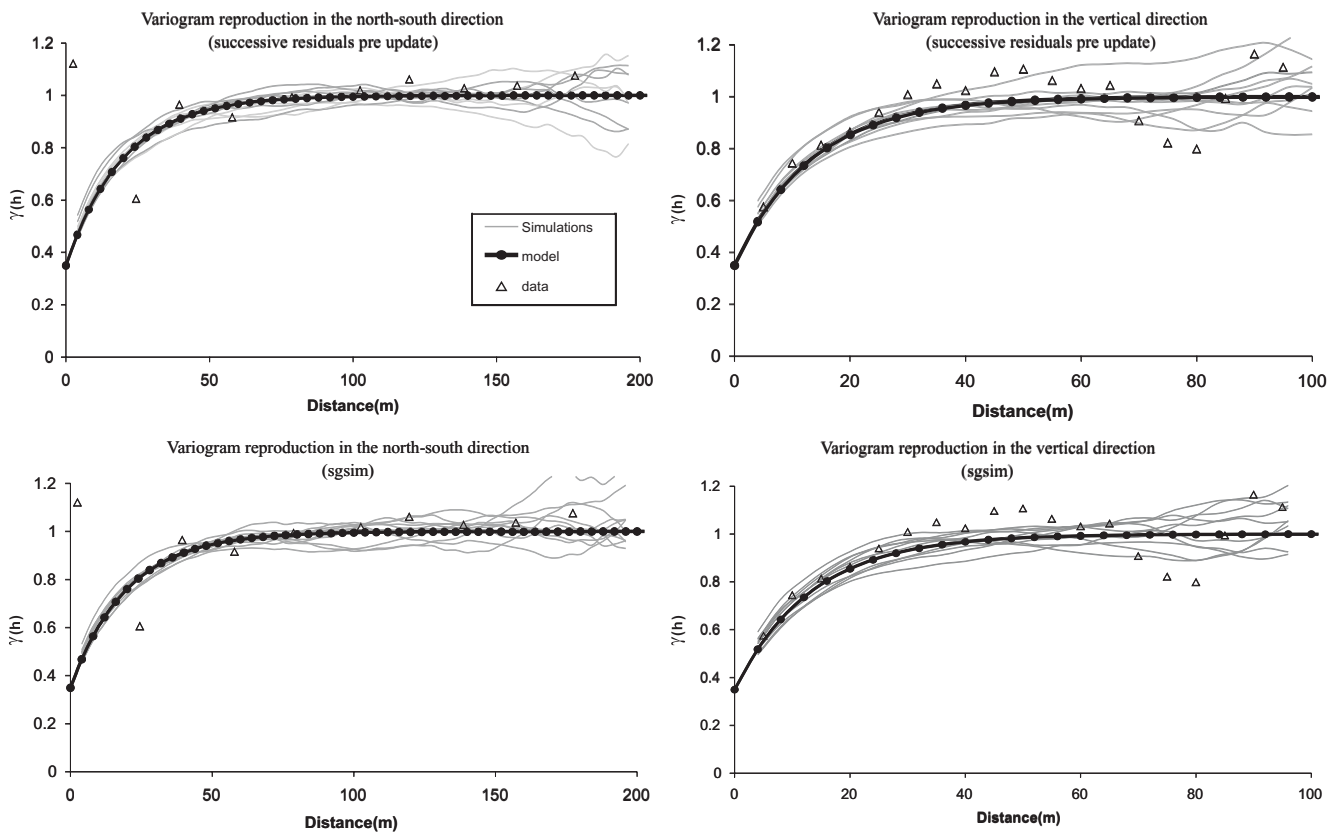 Variogram reproduction in the north-south direction
(successive residuals pre update)
1.2
1
0.8
0.6
0.4
0.2
0
γ(h)
0 50 100 150 200
Distance(m)
Simulations
model
data
Variogram reproduction in the vertical direction
(successive residuals pre update)
1.2
1
0.8
0.6
0.4
0.2
0
γ(h)
0 20 40 60 80 100
Distance(m)
Variogram reproduction in the north-south direction
(sgsim)
1.2
1
0.8
0.6
0.4
0.2
0
γ(h)
0 50 100 150 200
Distance(m)
Variogram reproduction in the vertical direction
(sgsim)
1.2
1
0.8
0.6
0.4
0.2
0
γ(h)
0 20 40 60 80 100
Distance(m)